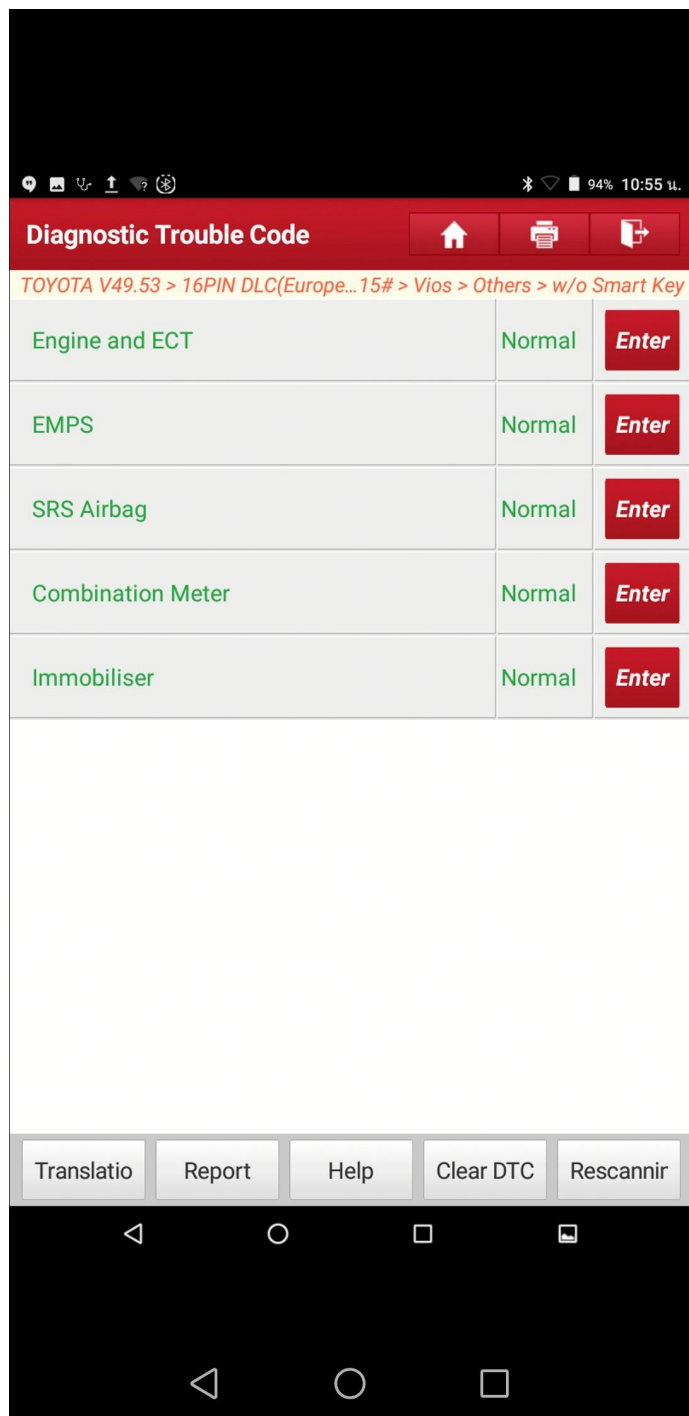 94% 10:55 น.
Diagnostic Trouble Code
TOYOTA V49.53 > 16PIN DLC(Europe...15# > Vios > Others > w/o Smart Key
Engine and ECT Normal Enter
EMPS Normal Enter
SRS Airbag Normal Enter
Combination Meter Normal Enter
Immobiliser Normal Enter
Translatio Report Help Clear DTC Rescannir